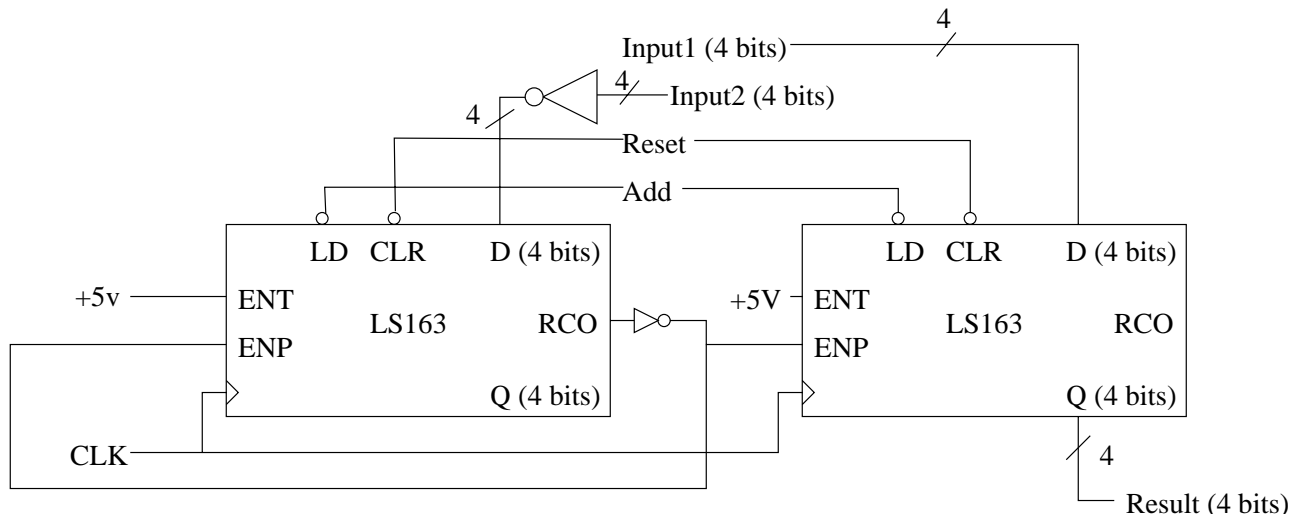 4
Input1 (4 bits)
4
Input2 (4 bits)
4
Reset
Add
LD CLR D (4 bits)
LD CLR D (4 bits)
+5v
ENT
LS163
RCO
ENP
Q (4 bits)
+5V
ENT
LS163
RCO
ENP
Q (4 bits)
CLK
4
Result (4 bits)